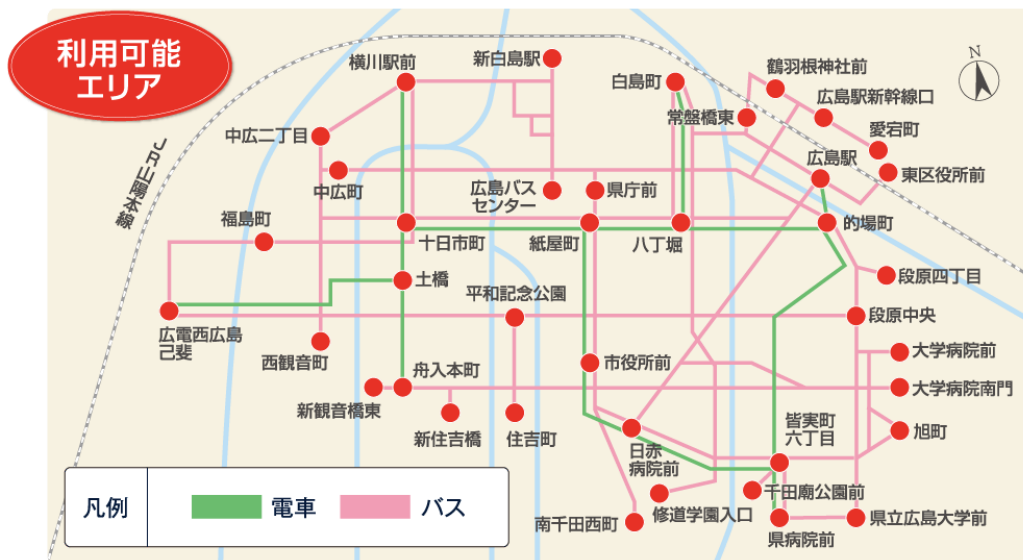 利用可能
エリア
N
JR山陽本線
横川駅前
新白島駅
白島町
鶴羽根神社前
広島駅新幹線口
常盤橋東
愛宕町
中広二丁目
広島駅
東区役所前
中広町
広島バス
センター
県庁前
福島町
十日市町
紙屋町
八丁堀
的場町
土橋
段原四丁目
平和記念公園
段原中央
広電西広島
己斐
西観音町
市役所前
大学病院前
舟入本町
大学病院南門
新観音橋東
新住吉橋
住吉町
皆実町
六丁目
旭町
日赤
病院前
千田廟公園前
修道学園入口
南千田西町
県病院前
県立広島大学前
凡例
電車
バス